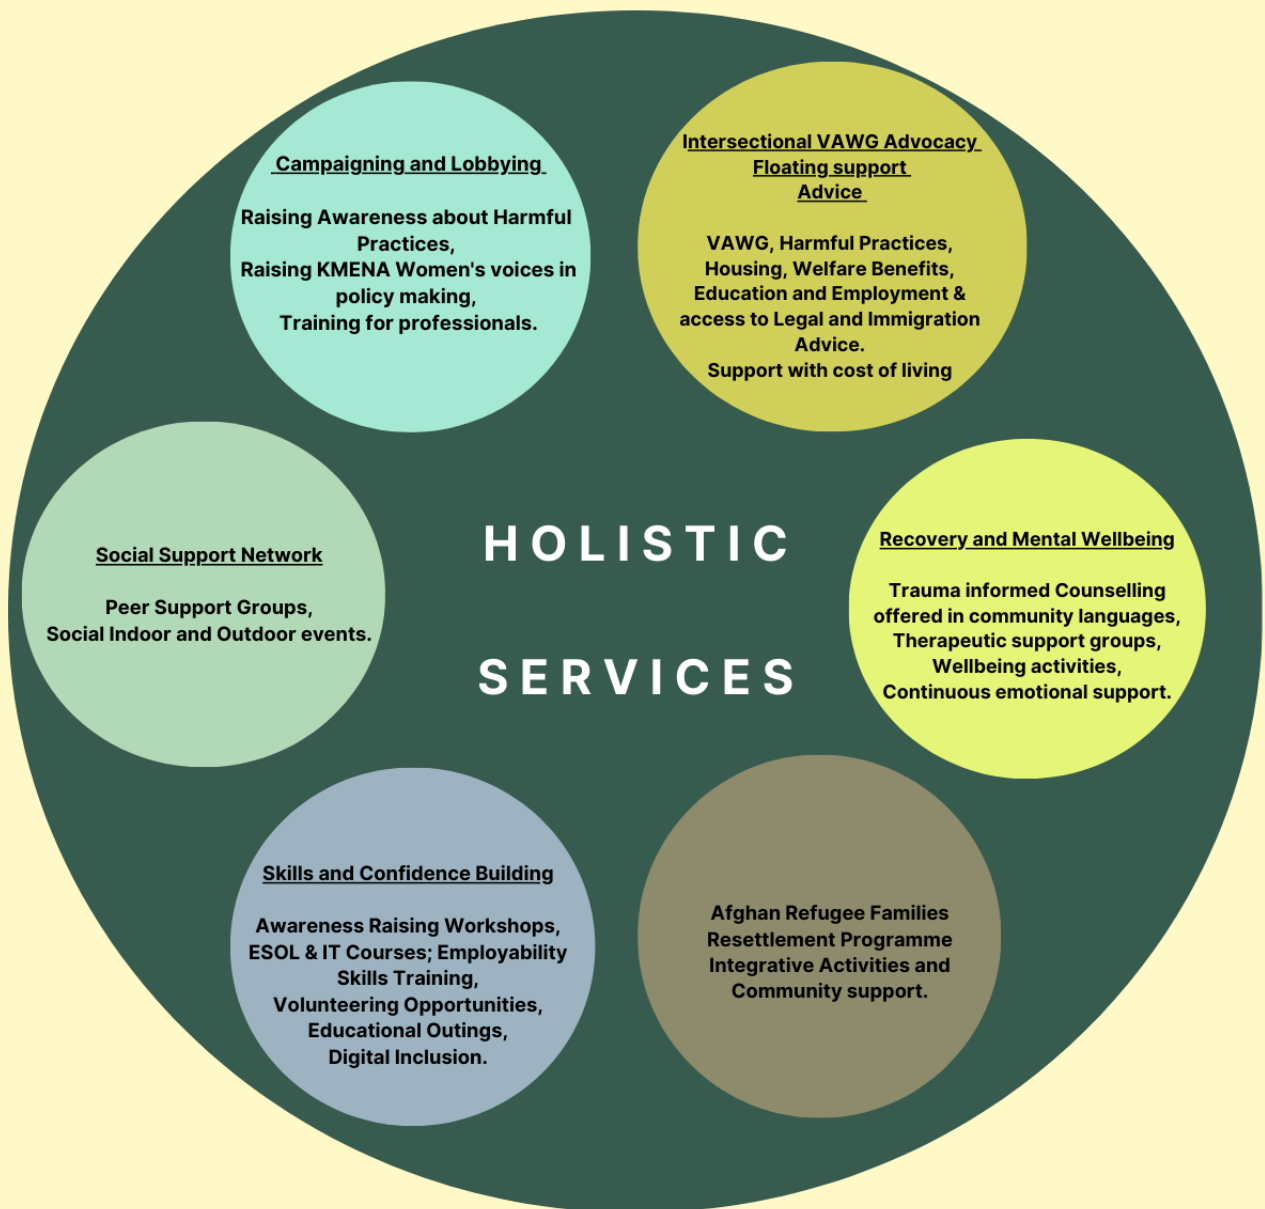 Campaigning and Lobbying
Raising Awareness about Harmful
Practices,
Raising KMENA Women's voices in
policy making,
Training for professionals.
Intersectional VAWG Advocacy
Floating support
Advice
VAWG, Harmful Practices,
Housing, Welfare Benefits,
Education and Employment &
access to Legal and Immigration
Advice.
Support with cost of living
Social Support Network
Peer Support Groups,
Social Indoor and Outdoor events.
HOLISTIC
SERVICES
Recovery and Mental Wellbeing
Trauma informed Counselling
offered in community languages,
Therapeutic support groups,
Wellbeing activities,
Continuous emotional support.
Skills and Confidence Building
Awareness Raising Workshops,
ESOL & IT Courses; Employability
Skills Training,
Volunteering Opportunities,
Educational Outings,
Digital Inclusion.
Afghan Refugee Families
Resettlement Programme
Integrative Activities and
Community support.